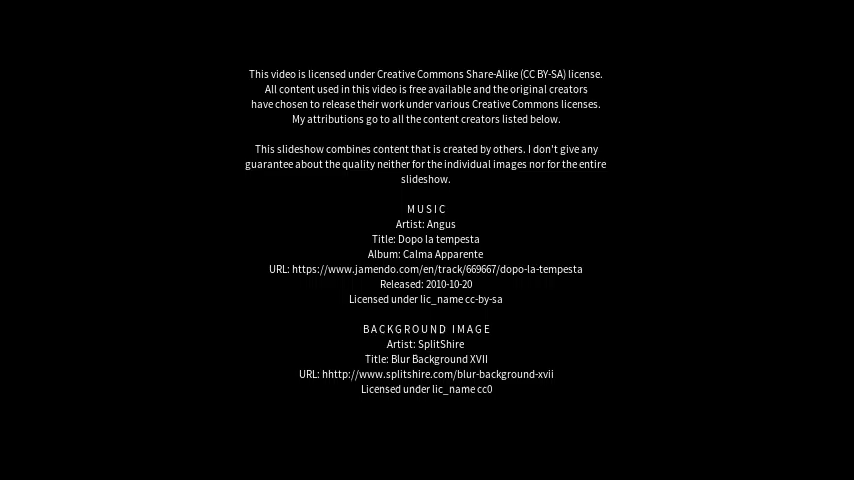 This video is licensed under Creative Commons Share-Alike (CC BY-SA) license.
All content used in this video is free available and the original creators
have chosen to release their work under various Creative Commons licenses.
My attributions go to all the content creators listed below.
This slideshow combines content that is created by others. I don't give any
guarantee about the quality neither for the individual images nor for the entire
slideshow.
MUSIC
Artist: Angus
Title: Dopo la tempesta
Album: Calma Apparente
URL: https://www.jamendo.com/en/track/669667/dopo-la-tempesta
Released: 2010-10-20
Licensed under lic_name cc-by-sa
BACKGROUND IMAGE
Artist: SplitShire
Title: Blur Background XVII
URL: hhttp://www.splitshire.com/blur-background-xvii
Licensed under lic_name cc0